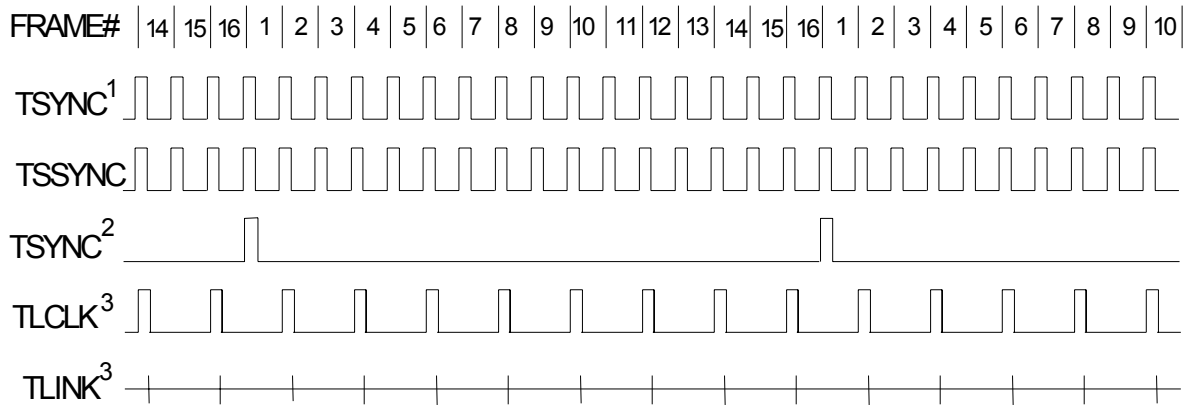 FRAME# 14 15 16 1 2 3 4 5 6 7 8 9 10 11 12 13 14 15 16 1 2 3 4 5 6 7 8 9 10
TSYNC1
TSSYNC
TSYNC2
TLCLK3
TLINK3